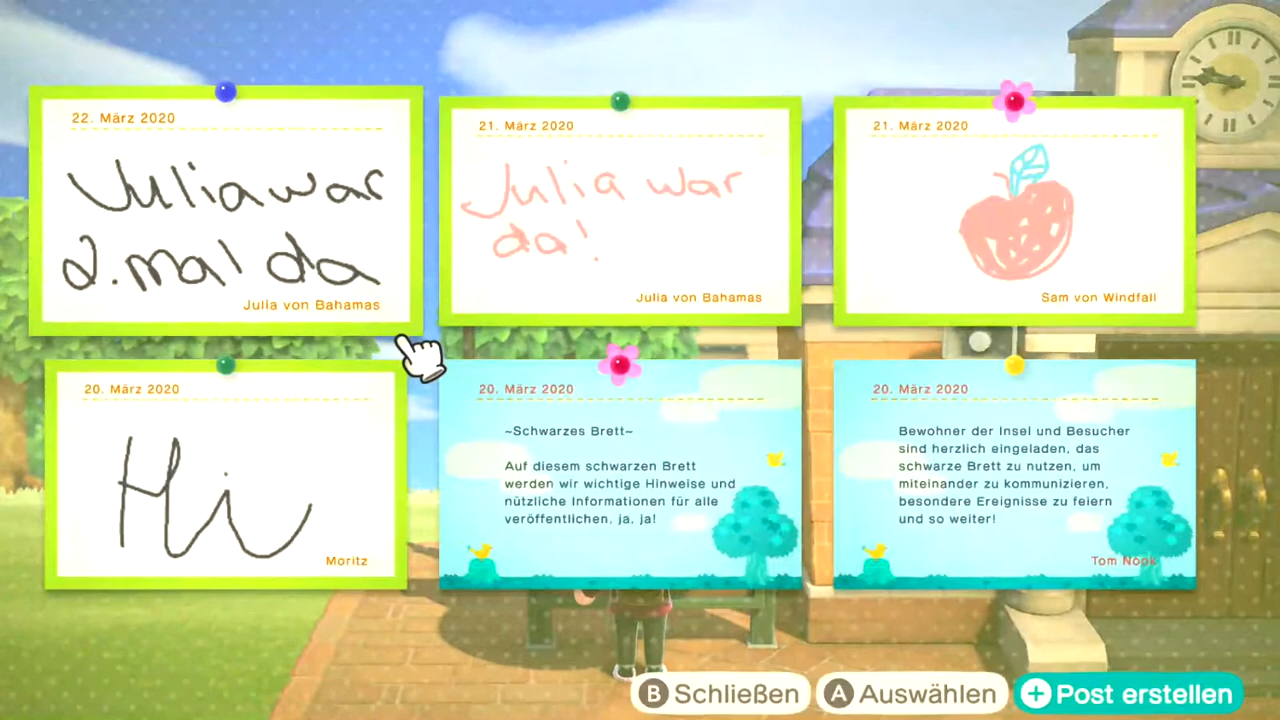 22. März 2020
Julia war
2.mal da
Julia von Bahamas
21. März 2020
Julia war
da!
Julia von Bahamas
21. März 2020
Sam von Windfall
20. März 2020
Hi
Moritz
20. März 2020
~Schwarzes Brett~
Auf diesem schwarzen Brett
werden wir wichtige Hinweise und
nützliche Informationen für alle
veröffentlichen, ja, ja!
20. März 2020
Bewohner der Insel und Besucher
sind herzlich eingeladen, das
schwarze Brett zu nutzen, um
miteinander zu kommunizieren,
besondere Ereignisse zu feiern
und so weiter!
Tom Nook
B Schließen
A Auswählen
+ Post erstellen